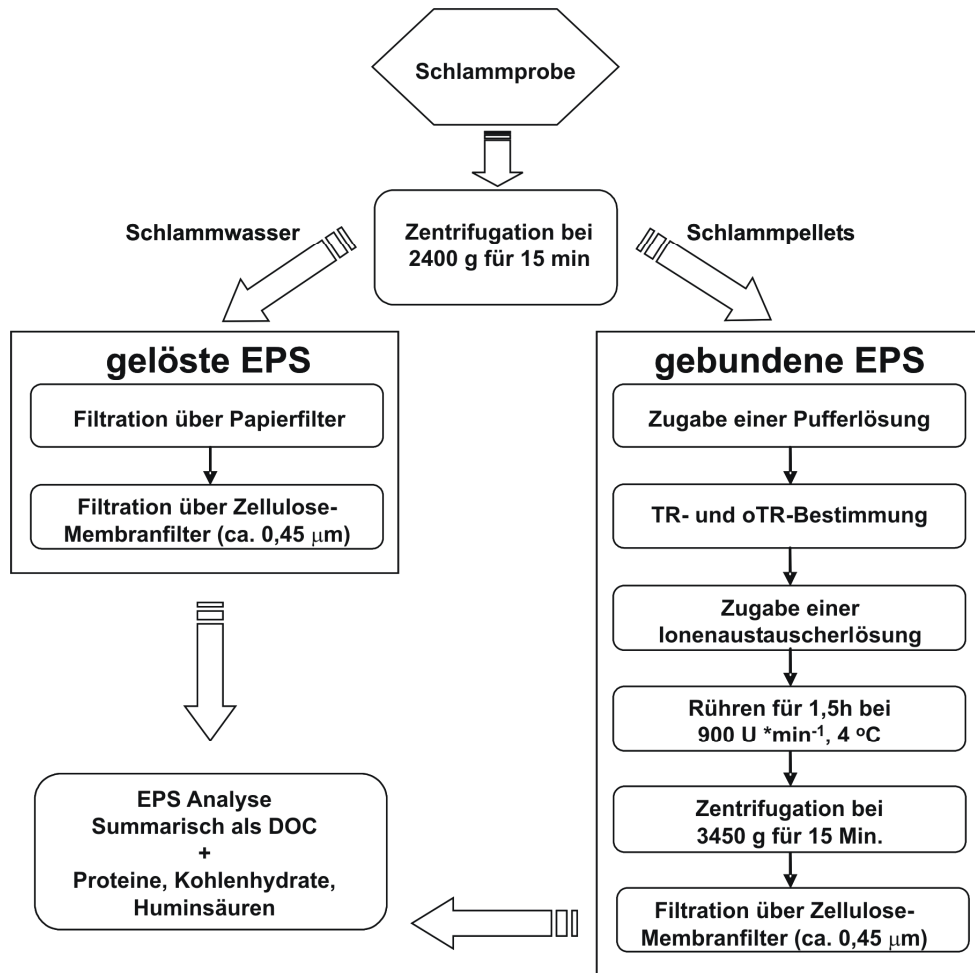 Schlammprobe
Schlammwasser
Zentrifugation bei
2400 g für 15 min
Schlammpellets
gelöste EPS
Filtration über Papierfilter
Filtration über Zellulose-
Membranfilter (ca. 0,45 μm)
gebundene EPS
Zugabe einer Pufferlösung
TR- und oTR-Bestimmung
Zugabe einer
Ionenaustauscherlösung
Rühren für 1,5h bei
900 U *min⁻¹, 4 ºC
Zentrifugation bei
3450 g für 15 Min.
Filtration über Zellulose-
Membranfilter (ca. 0,45 μm)
EPS Analyse
Summarisch als DOC
+
Proteine, Kohlenhydrate,
Huminsäuren